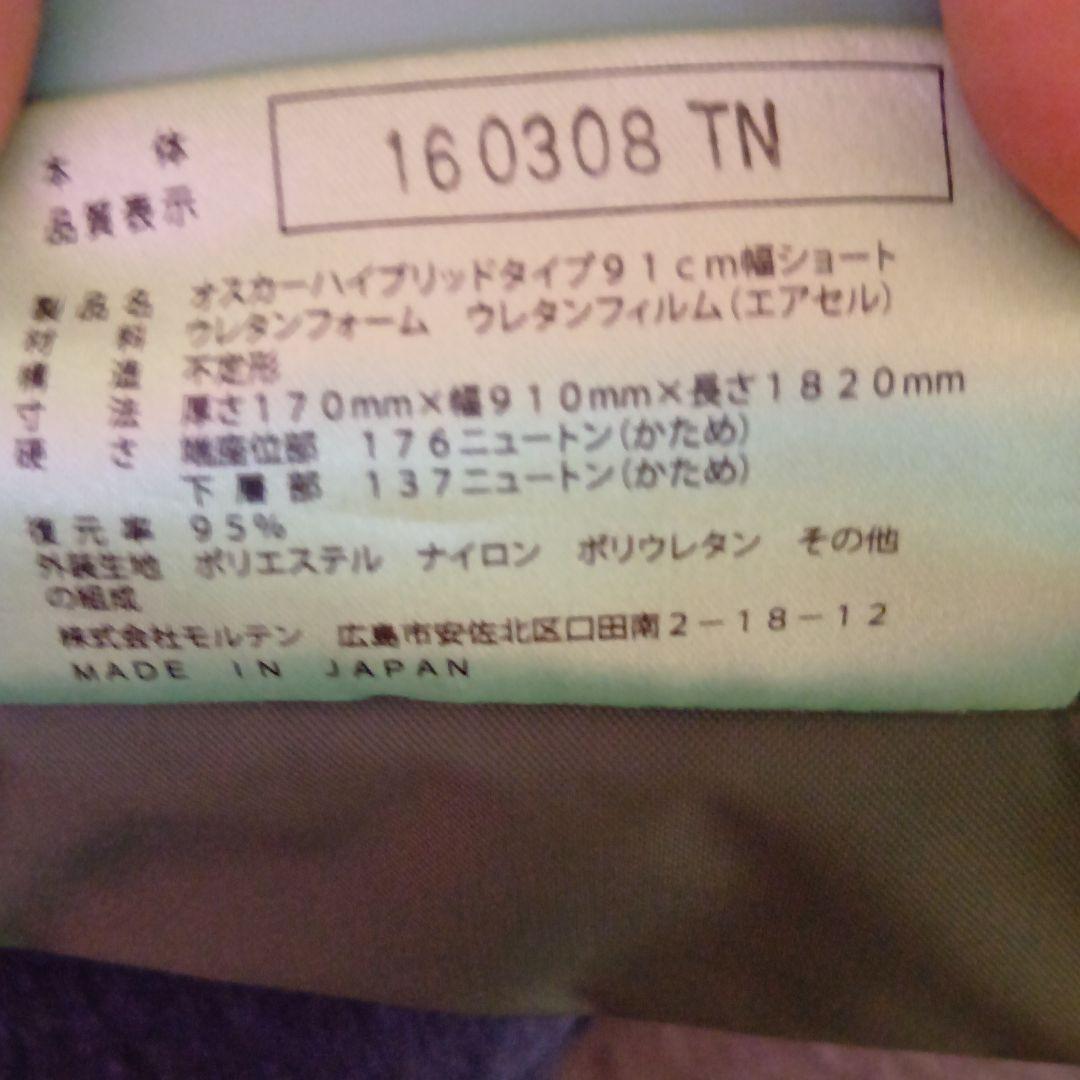 160308 TN
本体
品質表示
製品名 オスカーハイブリッドタイプ91cm幅ショート
材料 ウレタンフォーム ウレタンフィルム(エアセル)
構造 不定形
寸法 厚さ170mm×幅910mm×長さ1820mm
硬さ 端座位部 176ニュートン(かため)
下層部 137ニュートン(かため)
復元率 95%
外装生地 ポリエステル ナイロン ポリウレタン その他
の組成
株式会社モルテン 広島市安佐北区口田南2-18-12
MADE IN JAPAN